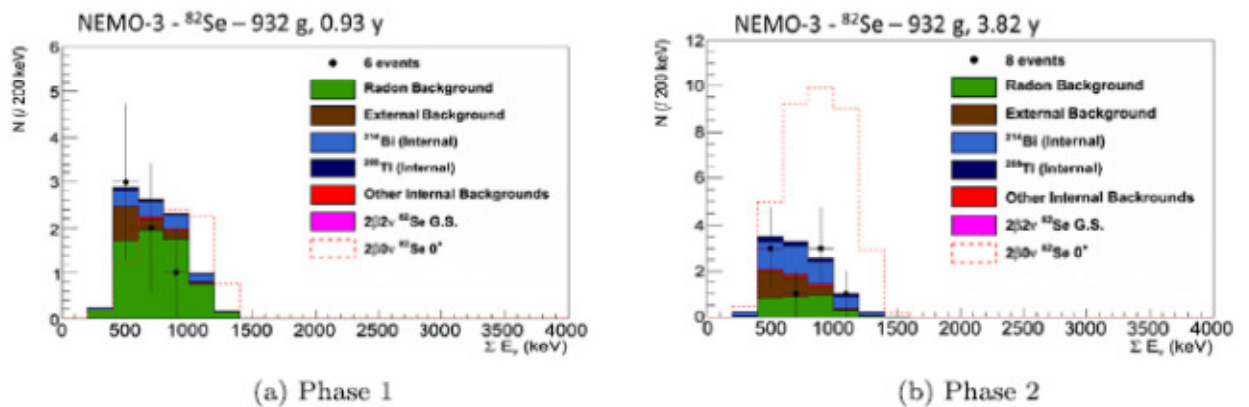 NEMO-3 - ⁸²Se – 932 g, 0.93 y
N (/ 200 keV)
6
5
4
3
2
1
0
6 events
Radon Background
External Background
²¹⁴Bi (Internal)
²⁰⁸Tl (Internal)
Other Internal Backgrounds
2β2ν ⁸²Se G.S.
2β0ν ⁸²Se 0⁺
0 500 1000 1500 2000 2500 3000 3500 4000
Σ Eγ (keV)
(a) Phase 1
NEMO-3 - ⁸²Se – 932 g, 3.82 y
N (/ 200 keV)
12
10
8
6
4
2
0
8 events
Radon Background
External Background
²¹⁴Bi (Internal)
²⁰⁸Tl (Internal)
Other Internal Backrounds
2β2ν ⁸²Se G.S.
2β0ν ⁸²Se 0⁺
0 500 1000 1500 2000 2500 3000 3500 4000
Σ Eγ (keV)
(b) Phase 2